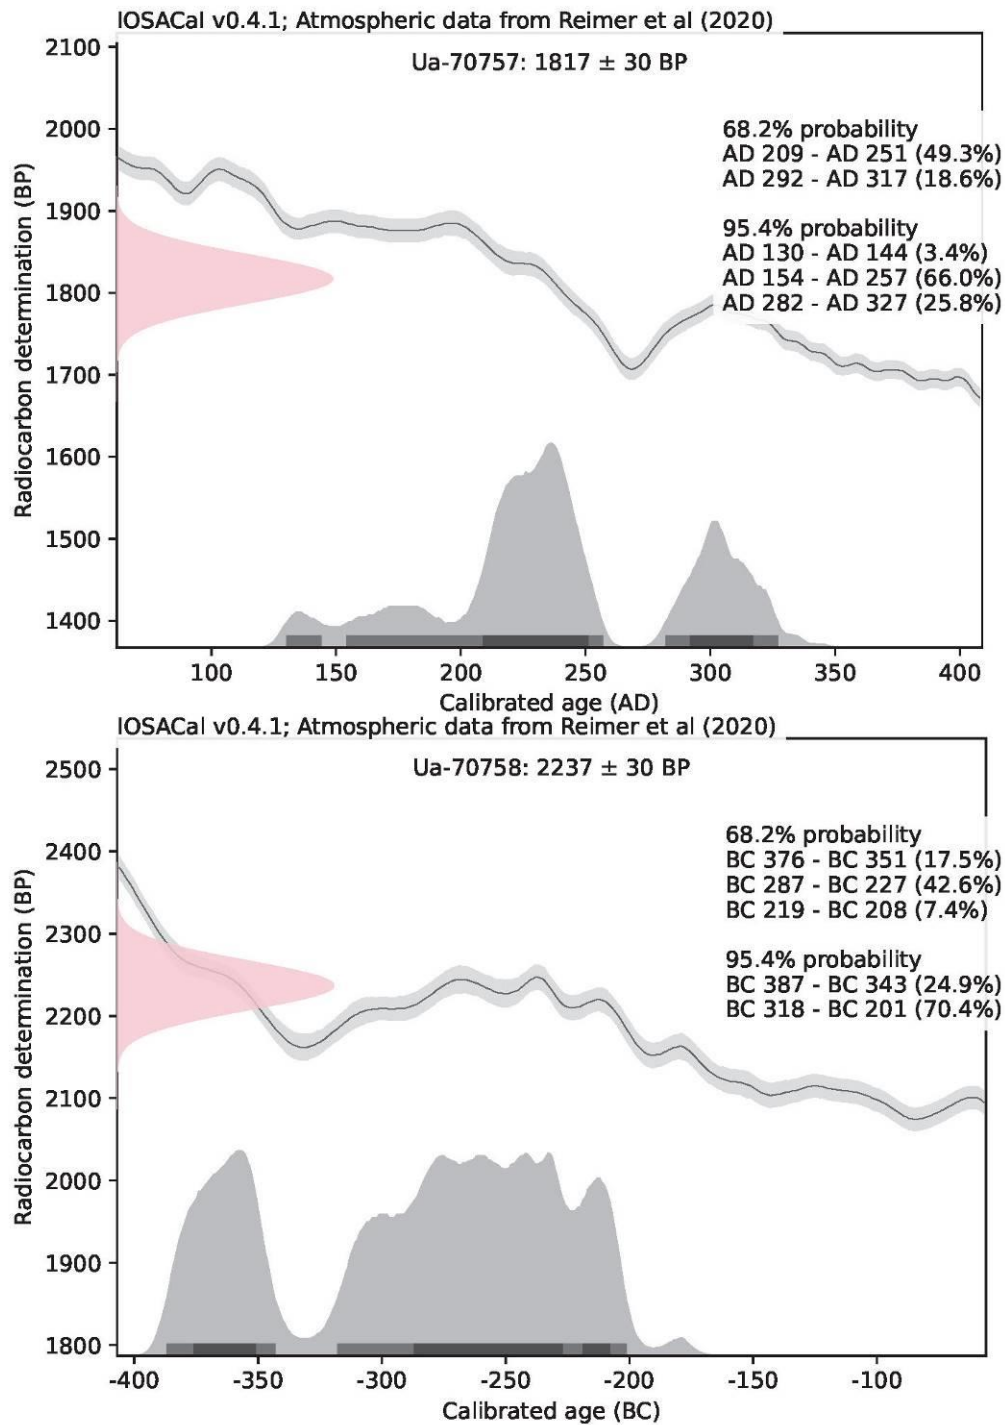 IOSACal v0.4.1; Atmospheric data from Reimer et al (2020)
Ua-70757: 1817 ± 30 BP
68.2% probability
AD 209 - AD 251 (49.3%)
AD 292 - AD 317 (18.6%)
95.4% probability
AD 130 - AD 144 (3.4%)
AD 154 - AD 257 (66.0%)
AD 282 - AD 327 (25.8%)
Radiocarbon determination (BP)
2100
2000
1900
1800
1700
1600
1500
1400
100 150 200 250 300 350 400
Calibrated age (AD)
IOSACal v0.4.1; Atmospheric data from Reimer et al (2020)
Ua-70758: 2237 ± 30 BP
68.2% probability
BC 376 - BC 351 (17.5%)
BC 287 - BC 227 (42.6%)
BC 219 - BC 208 (7.4%)
95.4% probability
BC 387 - BC 343 (24.9%)
BC 318 - BC 201 (70.4%)
Radiocarbon determination (BP)
2500
2400
2300
2200
2100
2000
1900
1800
-400 -350 -300 -250 -200 -150 -100
Calibrated age (BC)